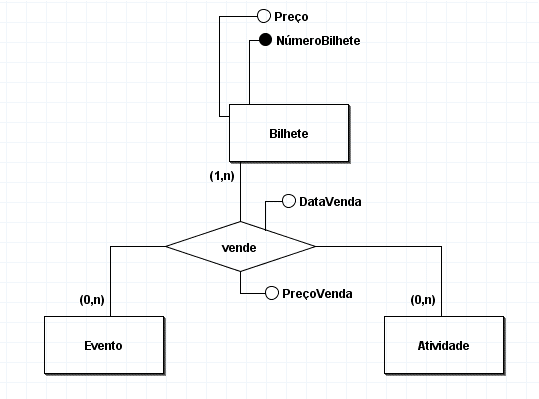 Preço
NúmeroBilhete
Bilhete
(1,n)
DataVenda
vende
PreçoVenda
(0,n)
(0,n)
Evento
Atividade